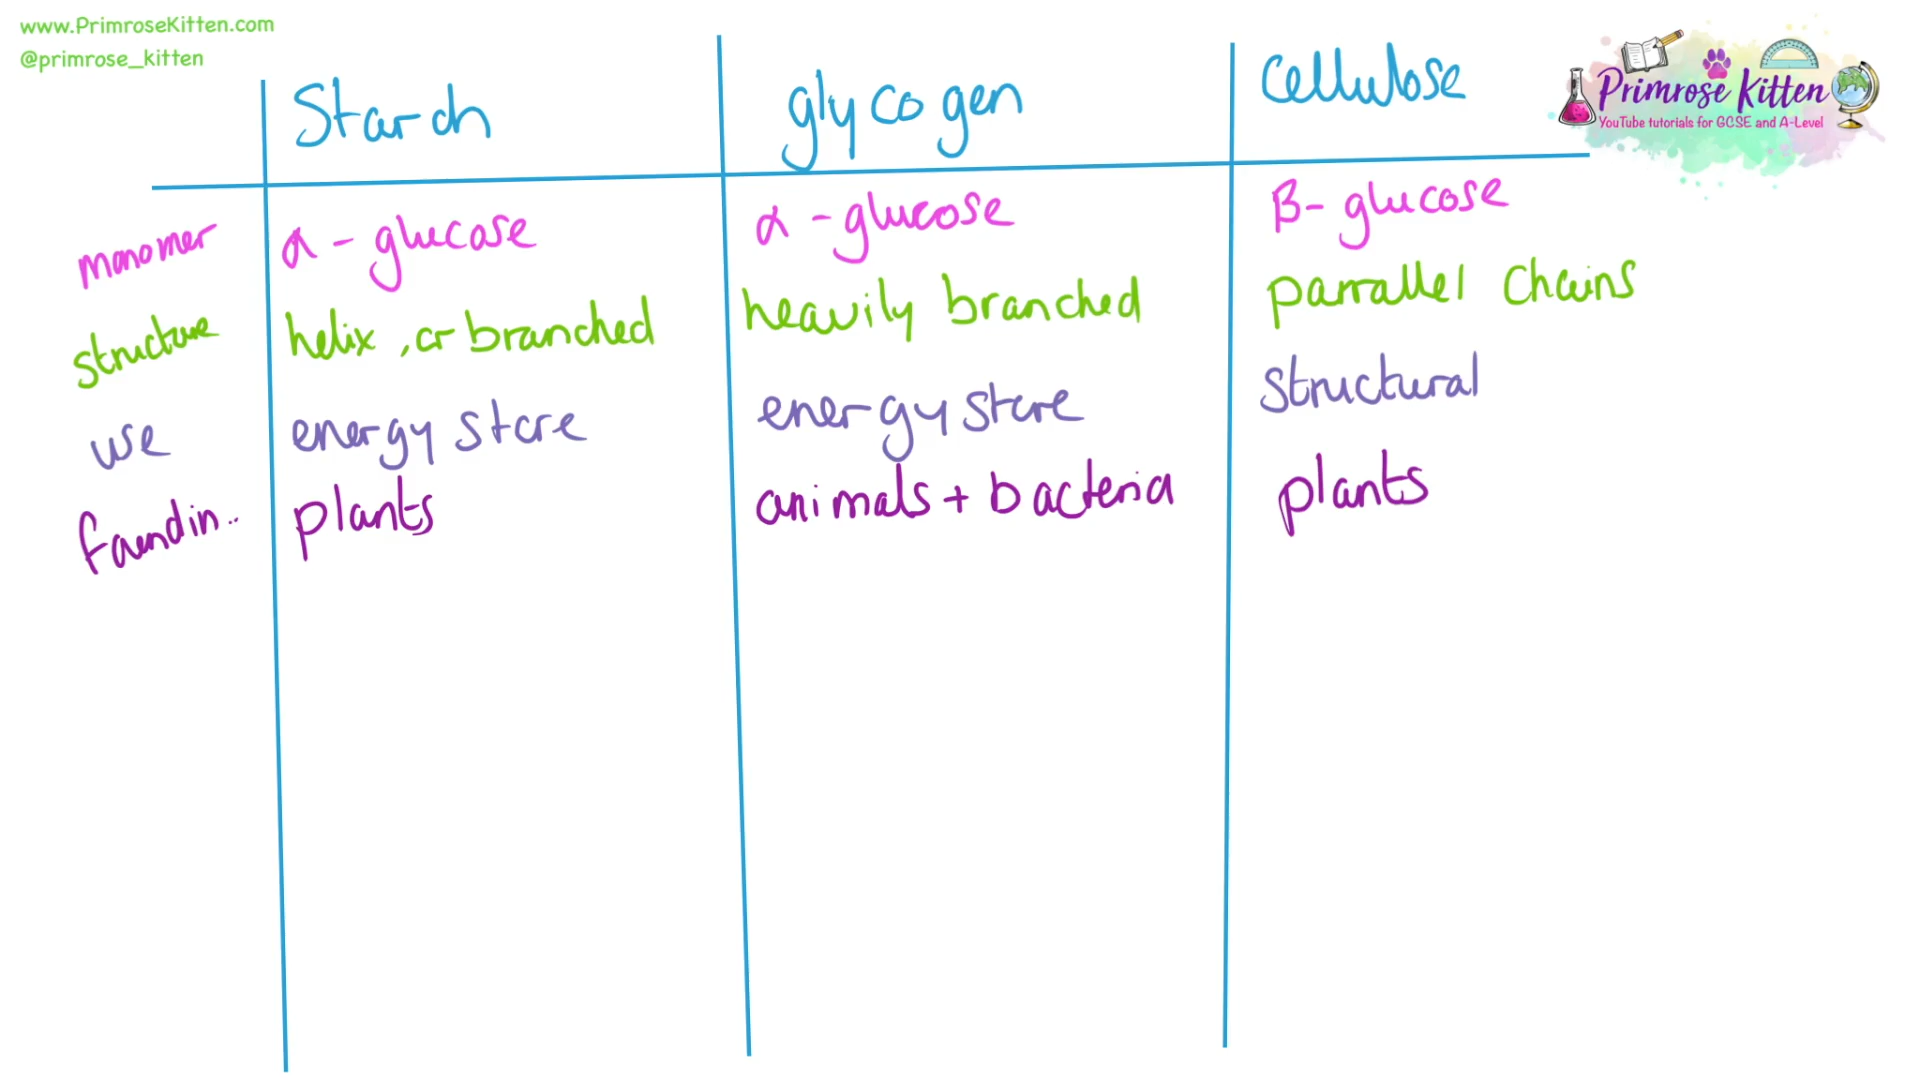 www.PrimroseKitten.com
@primrose_kitten
Primrose Kitten
YouTube tutorials for GCSE and A-Level
Starch glycogen cellulose
monomer α-glucose α-glucose β-glucose
structure helix, or branched heavily branched parrallel chains
use energy store energy store structural
found in.. plants animals + bacteria plants